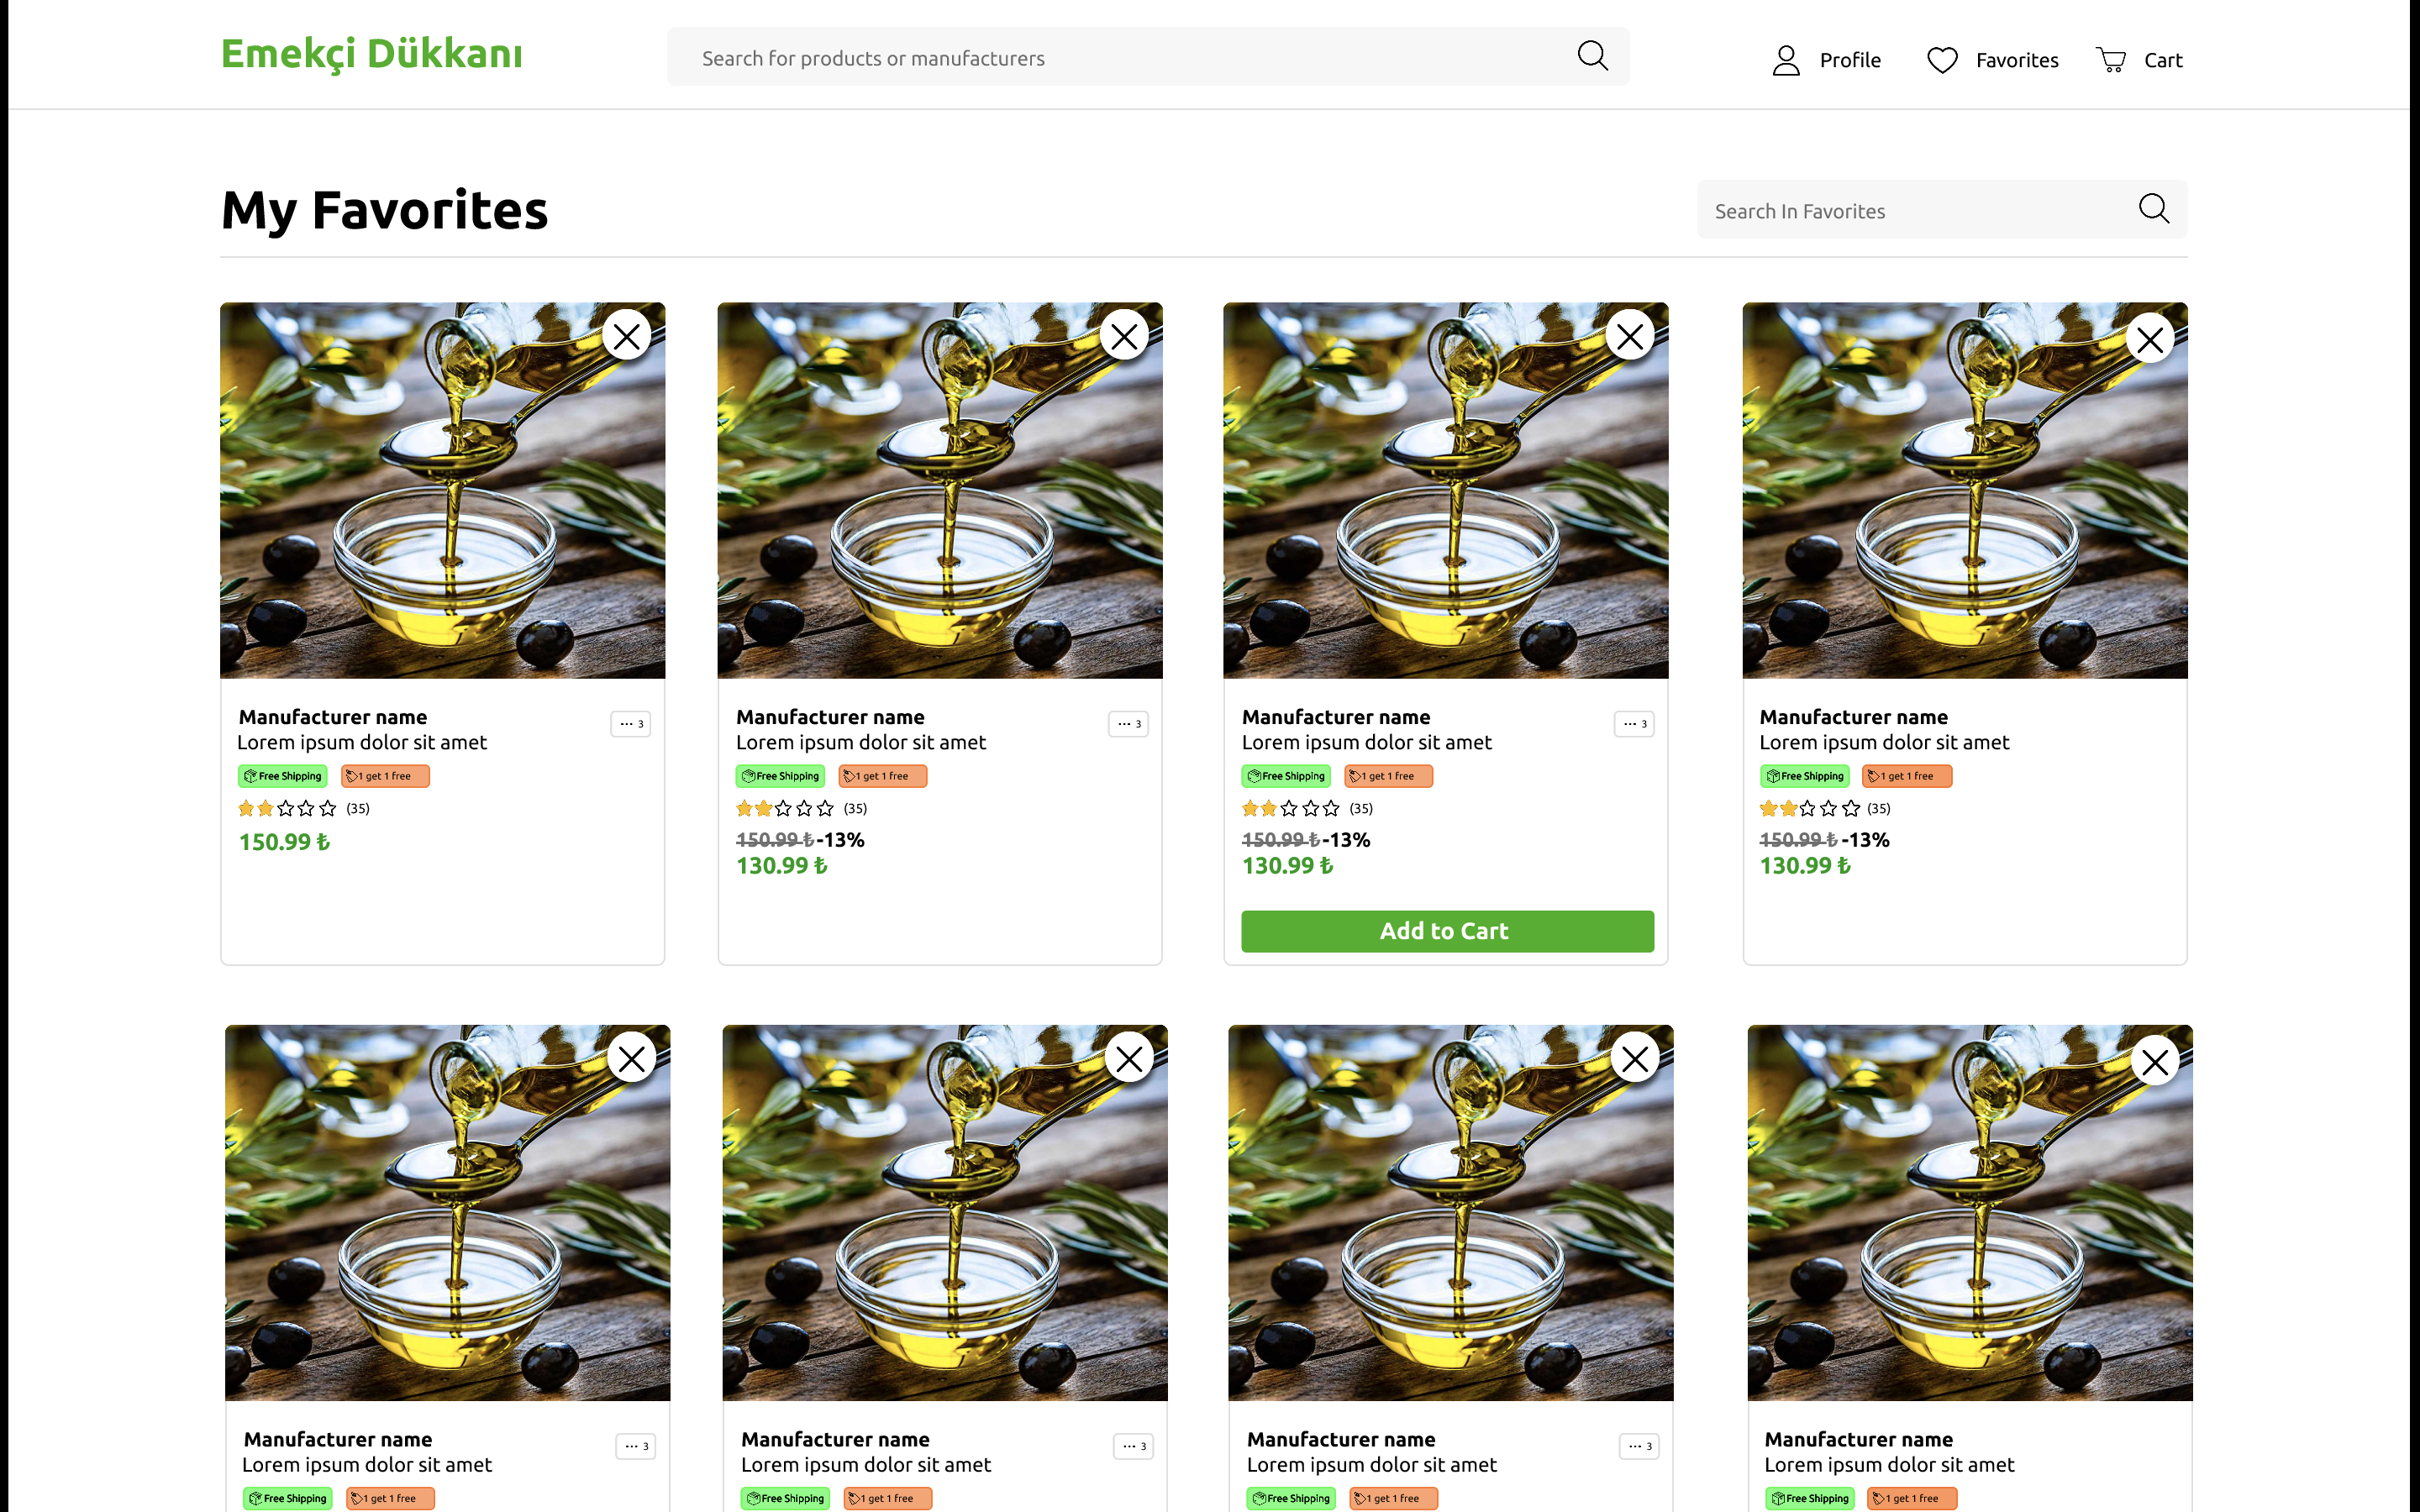 Emekçi Dükkanı
Search for products or manufacturers
Profile
Favorites
Cart
My Favorites
Search In Favorites
Manufacturer name
Lorem ipsum dolor sit amet
... 3
Free Shipping
1 get 1 free
(35)
150.99 ₺
Manufacturer name
Lorem ipsum dolor sit amet
... 3
Free Shipping
1 get 1 free
(35)
150.99 ₺ -13%
130.99 ₺
Manufacturer name
Lorem ipsum dolor sit amet
... 3
Free Shipping
1 get 1 free
(35)
150.99 ₺ -13%
130.99 ₺
Add to Cart
Manufacturer name
Lorem ipsum dolor sit amet
Free Shipping
1 get 1 free
(35)
150.99 ₺ -13%
130.99 ₺
Manufacturer name
Lorem ipsum dolor sit amet
... 3
Free Shipping
1 get 1 free
Manufacturer name
Lorem ipsum dolor sit amet
... 3
Free Shipping
1 get 1 free
Manufacturer name
Lorem ipsum dolor sit amet
... 3
Free Shipping
1 get 1 free
Manufacturer name
Lorem ipsum dolor sit amet
Free Shipping
1 get 1 free